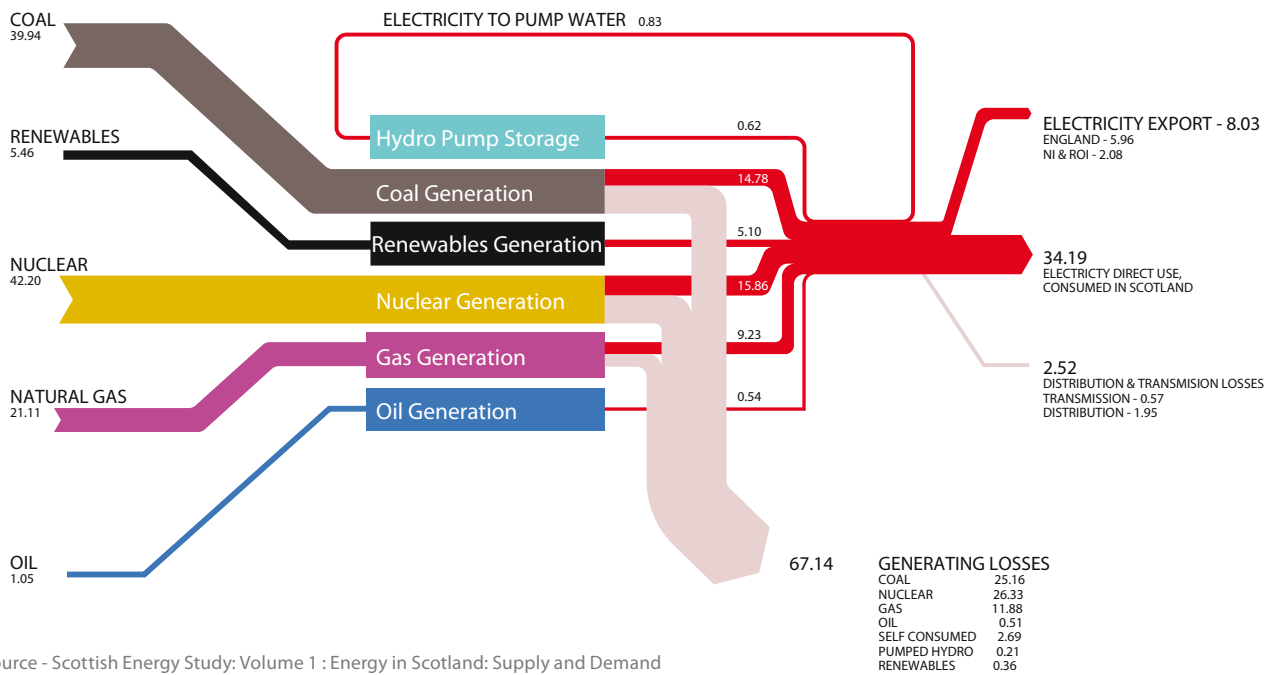 COAL
39.94
ELECTRICITY TO PUMP WATER 0.83
RENEWABLES
5.46
NUCLEAR
42.20
NATURAL GAS
21.11
OIL
1.05
Hydro Pump Storage
Coal Generation
Renewables Generation
Nuclear Generation
Gas Generation
Oil Generation
0.62
14.78
5.10
15.86
9.23
0.54
ELECTRICITY EXPORT - 8.03
ENGLAND - 5.96
NI & ROI - 2.08
34.19
ELECTRICTY DIRECT USE,
CONSUMED IN SCOTLAND
2.52
DISTRIBUTION & TRANSMISION LOSSES
TRANSMISSION - 0.57
DISTRIBUTION - 1.95
67.14 GENERATING LOSSES
COAL 25.16
NUCLEAR 26.33
GAS 11.88
OIL 0.51
SELF CONSUMED 2.69
PUMPED HYDRO 0.21
RENEWABLES 0.36
urce - Scottish Energy Study: Volume 1 : Energy in Scotland: Supply and Demand